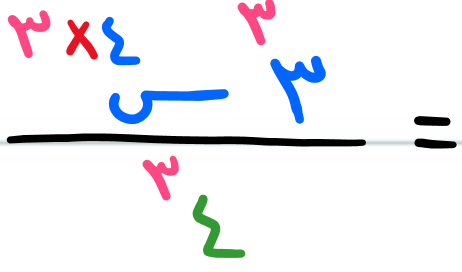 ٣ ٤ × ٣
= ٣ س
٣
٤